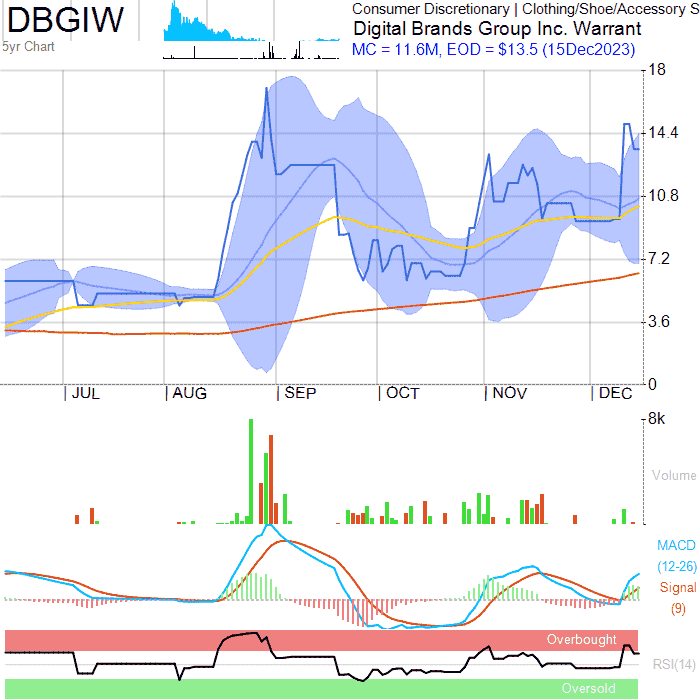 DBGIW
5yr Chart
Consumer Discretionary | Clothing/Shoe/Accessory S
Digital Brands Group Inc. Warrant
MC = 11.6M, EOD = $13.5 (15Dec2023)
18
14.4
10.8
7.2
3.6
0
JUL AUG SEP OCT NOV DEC
8k
Volume
MACD
(12-26)
Signal
(9)
Overbought
RSI(14)
Oversold